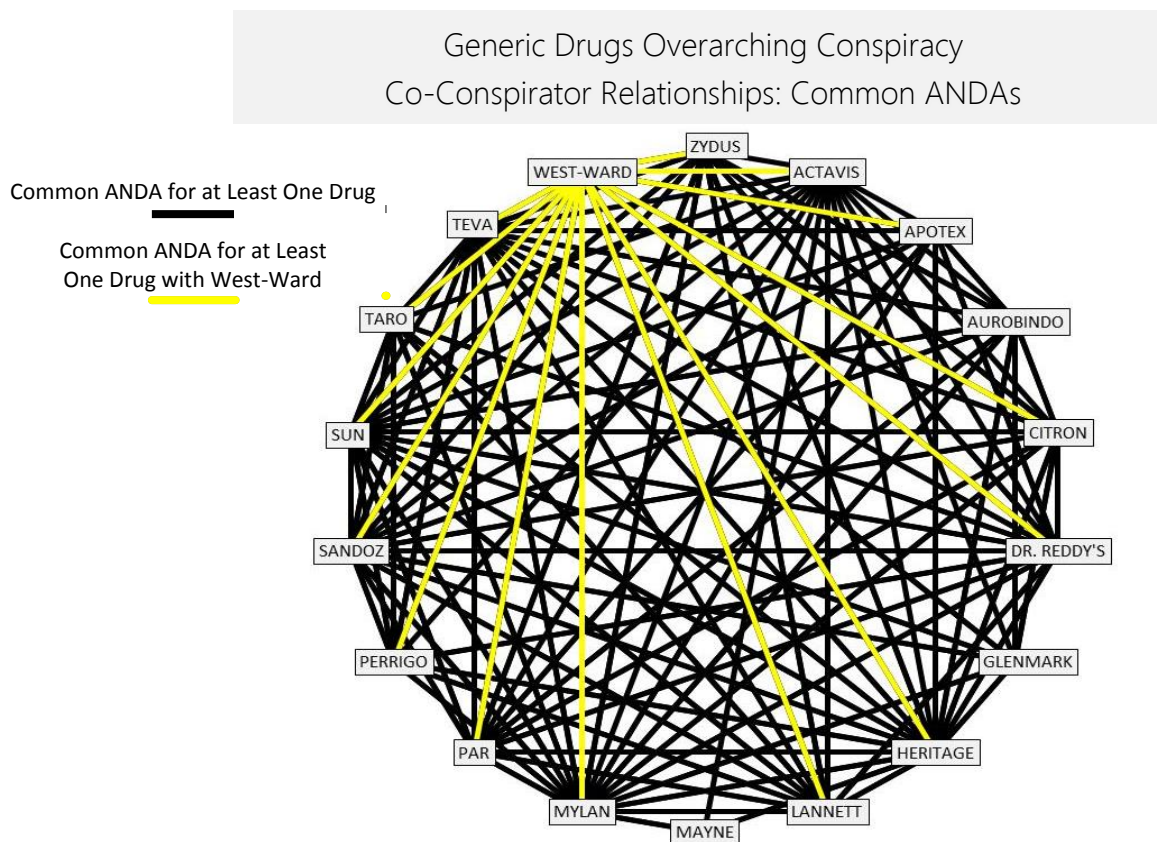 Generic Drugs Overarching Conspiracy
Co-Conspirator Relationships: Common ANDAs
Common ANDA for at Least One Drug
Common ANDA for at Least
One Drug with West-Ward
ZYDUS
WEST-WARD
ACTAVIS
TEVA
APOTEX
TARO
AUROBINDO
SUN
CITRON
SANDOZ
DR. REDDY'S
PERRIGO
GLENMARK
PAR
HERITAGE
MYLAN
LANNETT
MAYNE